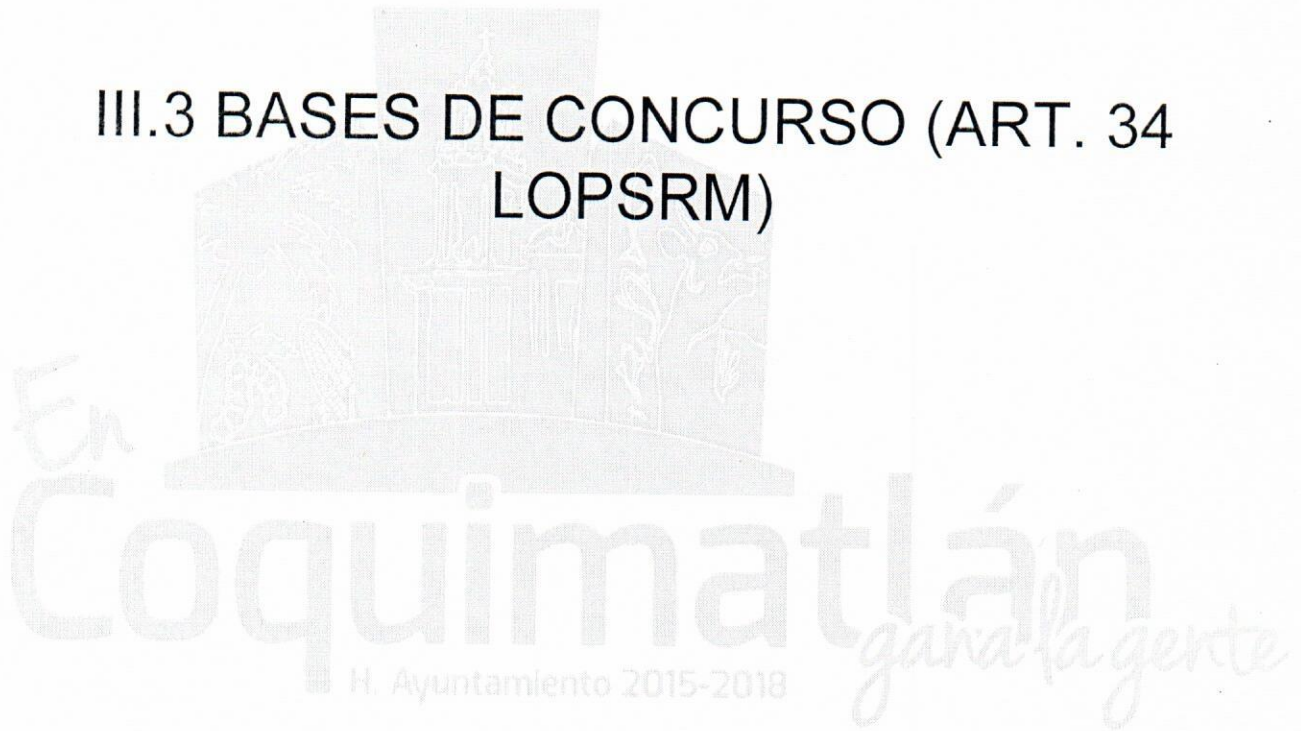 III.3 BASES DE CONCURSO (ART. 34
LOPSRM)
En
Coquimatlán
gana la gente
H. Ayuntamiento 2015-2018